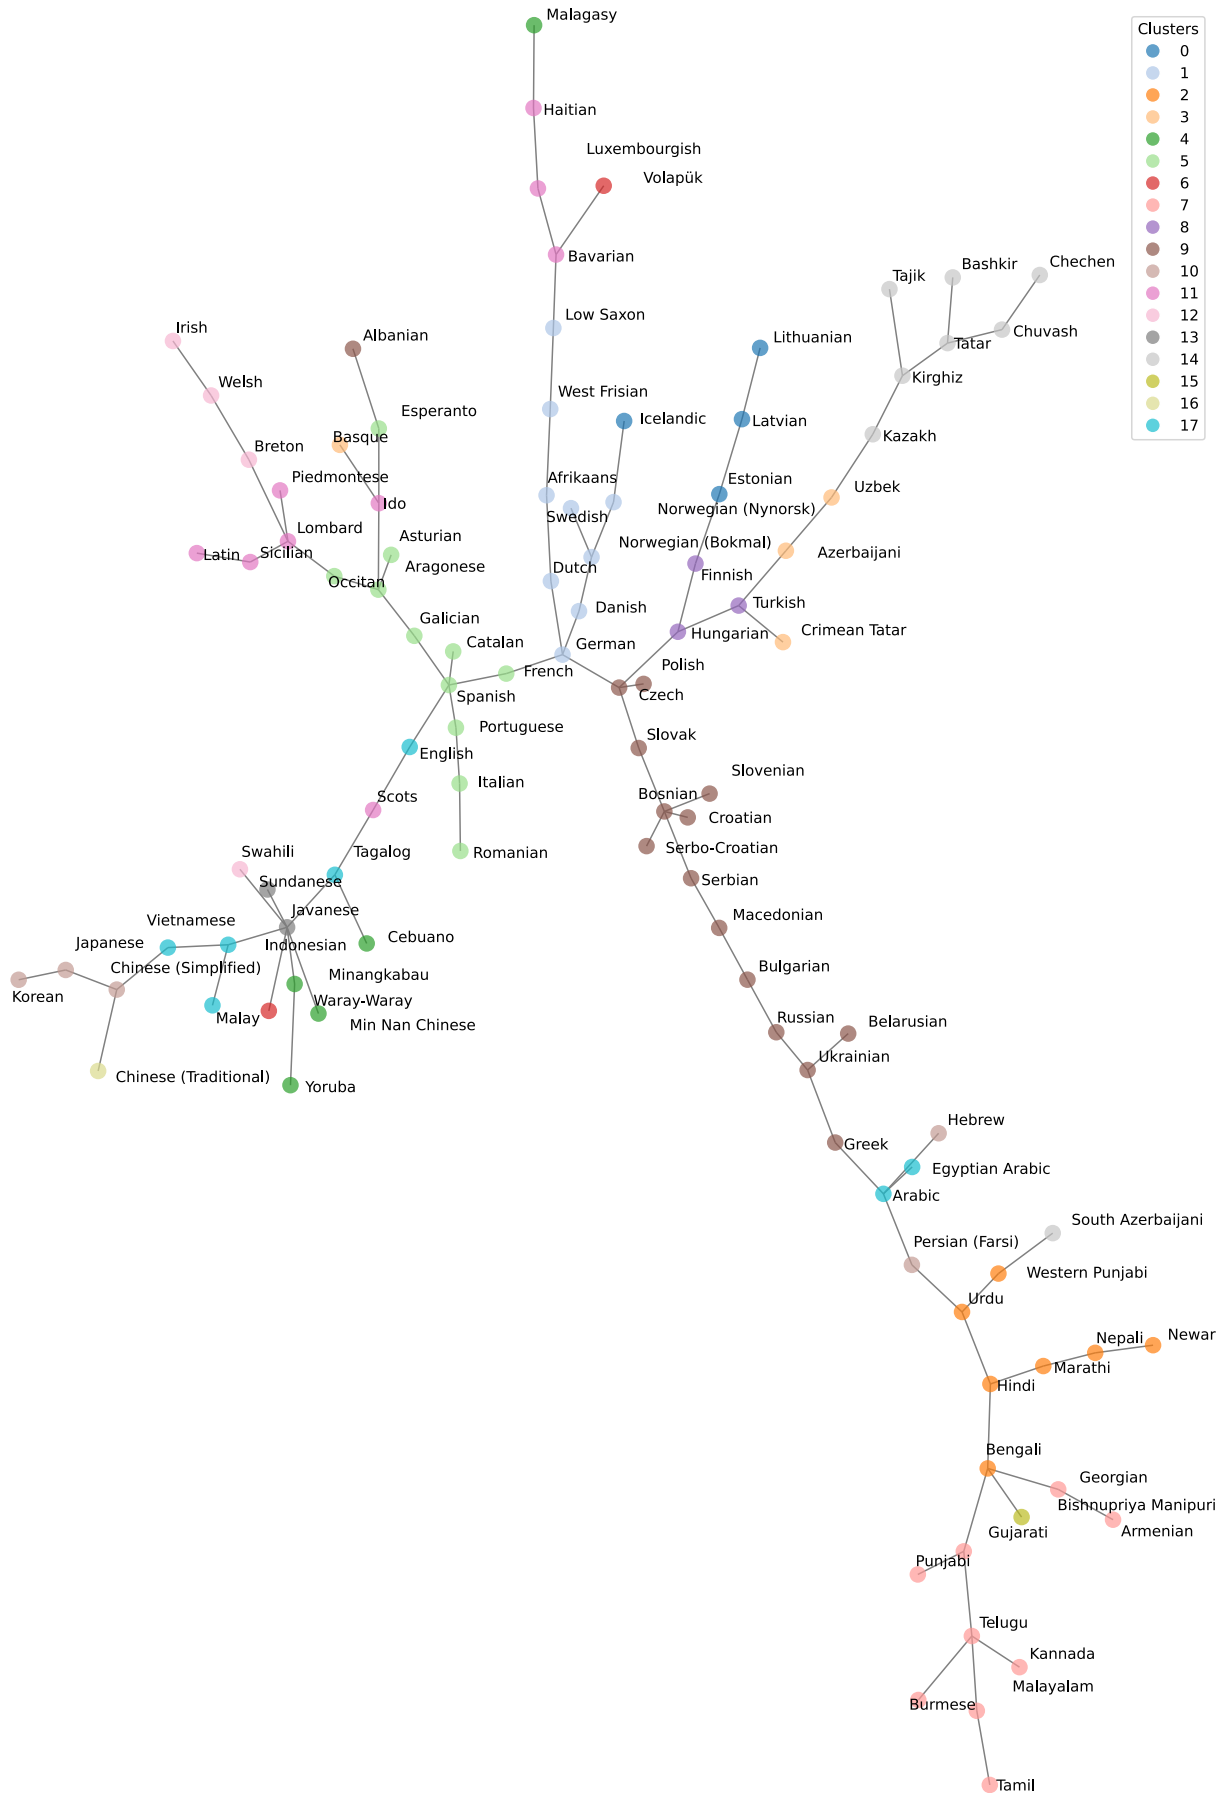 Malagasy
Clusters
0
1
2
3
4
5
6
7
8
9
10
11
12
13
14
15
16
17
Haitian
Luxembourgish
Volapük
Bavarian
Low Saxon
Tajik
Bashkir
Chechen
Chuvash
Tatar
Kirghiz
Irish
Albanian
Lithuanian
Welsh
West Frisian
Esperanto
Icelandic
Latvian
Kazakh
Basque
Breton
Piedmontese
Afrikaans
Estonian
Uzbek
Ido
Norwegian (Nynorsk)
Swedish
Lombard
Asturian
Norwegian (Bokmal)
Azerbaijani
Latin
Sicilian
Aragonese
Occitan
Dutch
Finnish
Danish
Turkish
Galician
Hungarian
Crimean Tatar
Catalan
German
French
Polish
Spanish
Czech
Portuguese
Slovak
English
Italian
Slovenian
Scots
Bosnian
Croatian
Serbo-Croatian
Tagalog
Romanian
Swahili
Sundanese
Serbian
Javanese
Macedonian
Vietnamese
Japanese
Indonesian
Cebuano
Chinese (Simplified)
Minangkabau
Bulgarian
Korean
Waray-Waray
Malay
Min Nan Chinese
Russian
Belarusian
Ukrainian
Chinese (Traditional)
Yoruba
Hebrew
Greek
Egyptian Arabic
Arabic
South Azerbaijani
Persian (Farsi)
Western Punjabi
Urdu
Nepali
Newar
Marathi
Hindi
Bengali
Georgian
Bishnupriya Manipuri
Gujarati
Armenian
Punjabi
Telugu
Kannada
Malayalam
Burmese
Tamil